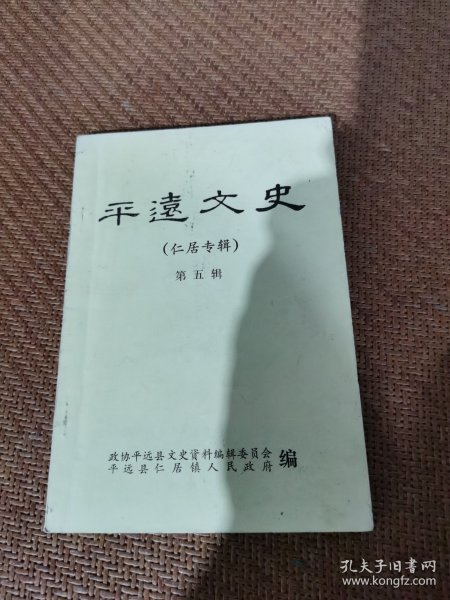 平遠文史
(仁居专辑)
第五辑
政协平远县文史资料编辑委员会
平远县仁居镇人民政府
编
孔夫子旧书网
www.kongfz.com